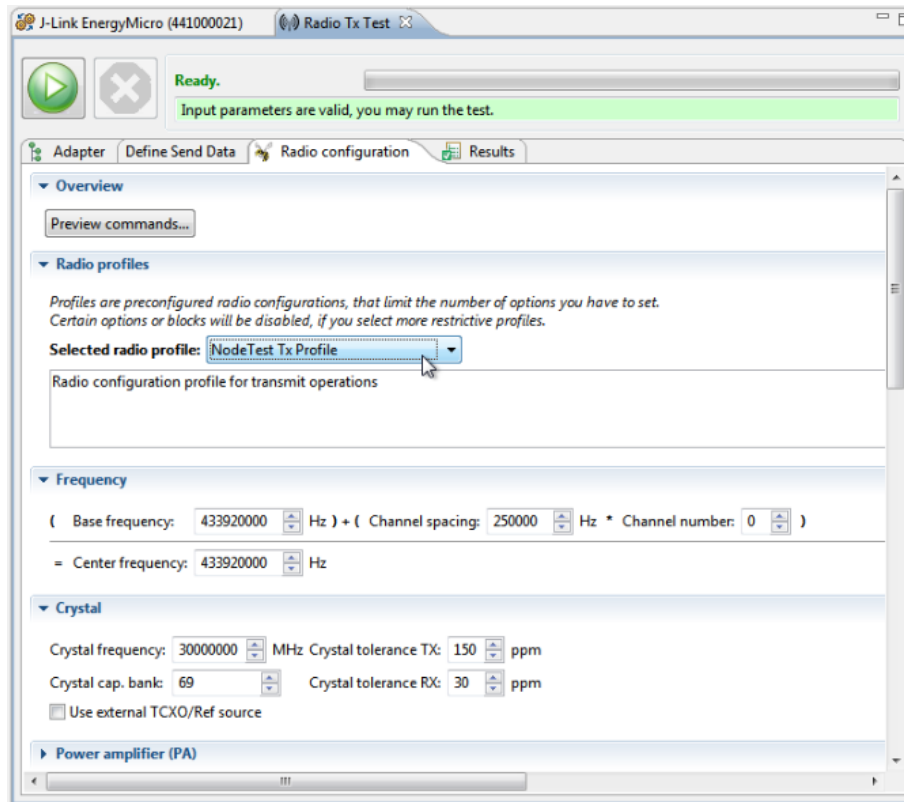 J-Link EnergyMicro (441000021) Radio Tx Test
Ready.
Input parameters are valid, you may run the test.
Adapter Define Send Data Radio configuration Results
Overview
Preview commands...
Radio profiles
Profiles are preconfigured radio configurations, that limit the number of options you have to set.
Certain options or blocks will be disabled, if you select more restrictive profiles.
Selected radio profile: NodeTest Tx Profile
Radio configuration profile for transmit operations
Frequency
( Base frequency: 433920000 Hz ) + ( Channel spacing: 250000 Hz * Channel number: 0 )
= Center frequency: 433920000 Hz
Crystal
Crystal frequency: 30000000 MHz Crystal tolerance TX: 150 ppm
Crystal cap. bank: 69 Crystal tolerance RX: 30 ppm
Use external TCXO/Ref source
Power amplifier (PA)